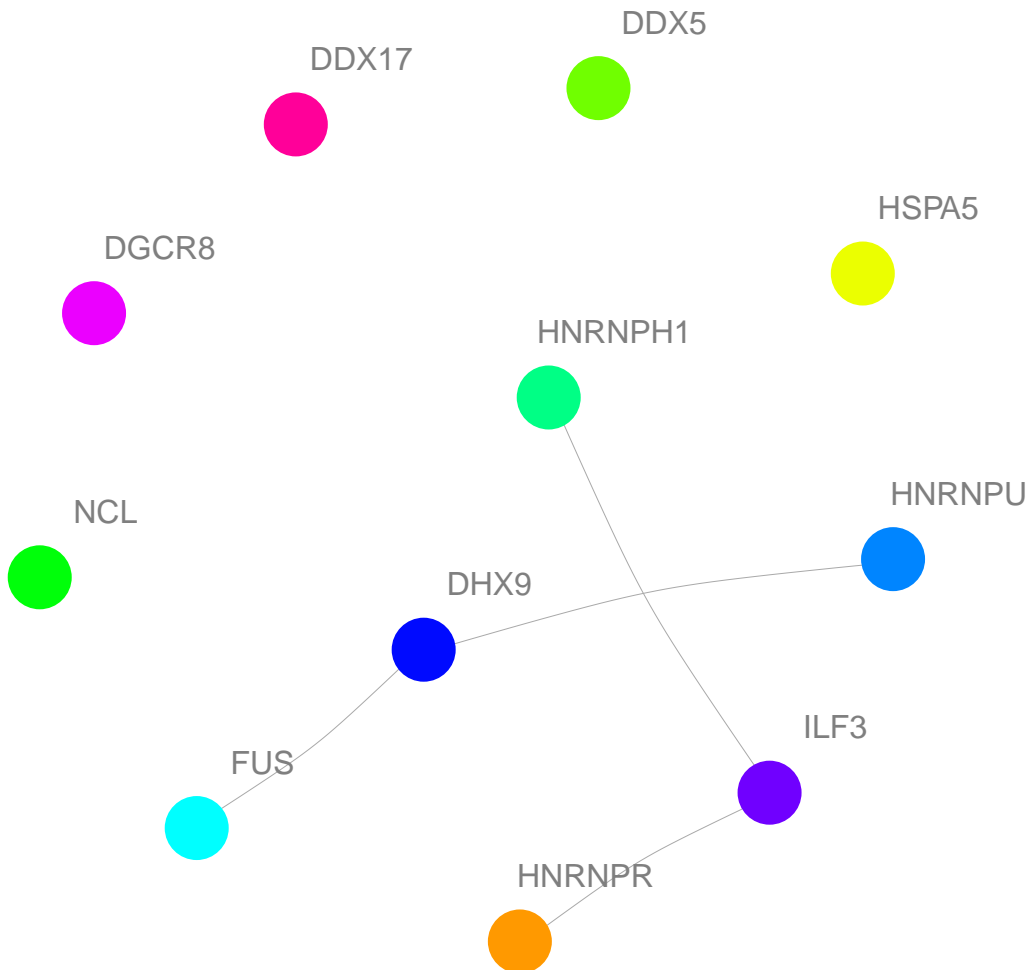 DDX5
DDX17
HSPA5
DGCR8
HNRNPH1
HNRNPU
NCL
DHX9
ILF3
FUS
HNRNPR